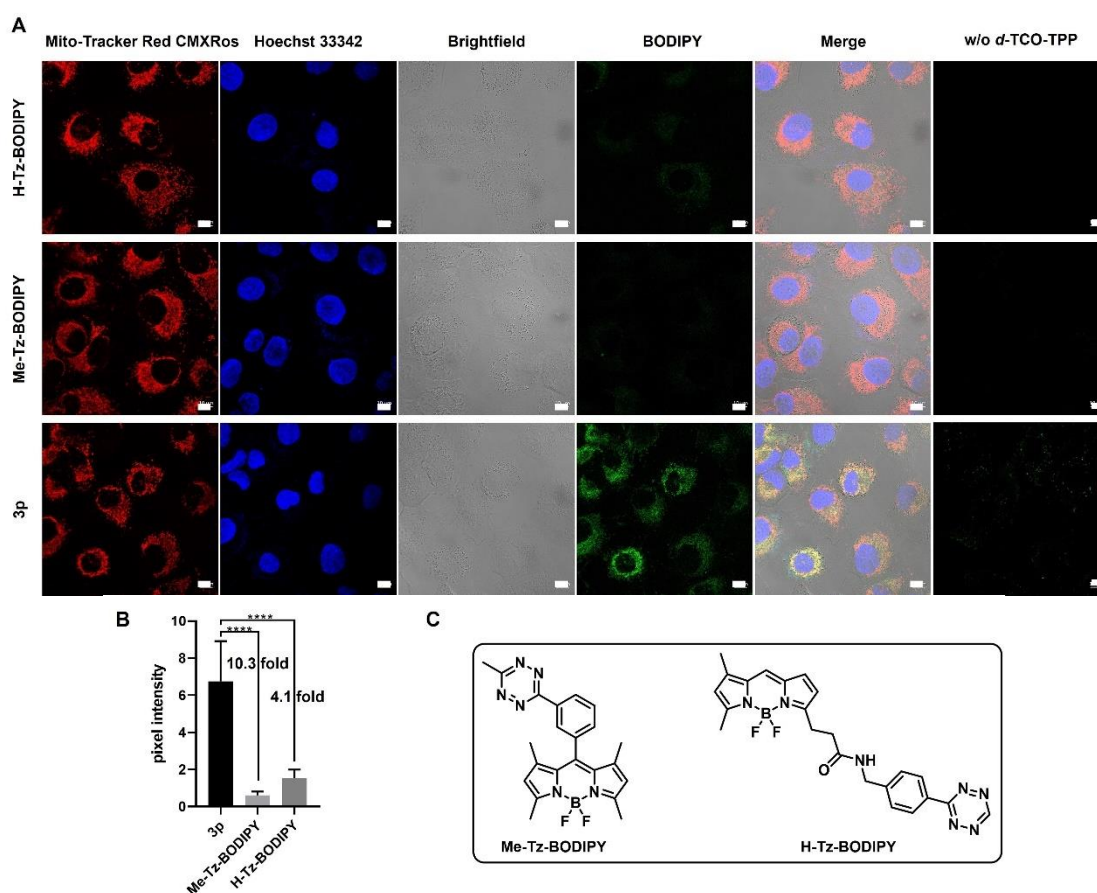 A
Mito-Tracker Red CMXRos Hoechst 33342 Brightfield BODIPY Merge w/o d-TCO-TPP
H-Tz-BODIPY
Me-Tz-BODIPY
3p
B
pixel intensity
10
8
6
4
2
0
****
****
10.3 fold
4.1 fold
3p
Me-Tz-BODIPY
H-Tz-BODIPY
C
N N
N N
N N
B
F F
Me-Tz-BODIPY
N N
B
F F
O
N
H
N N
N N
H-Tz-BODIPY